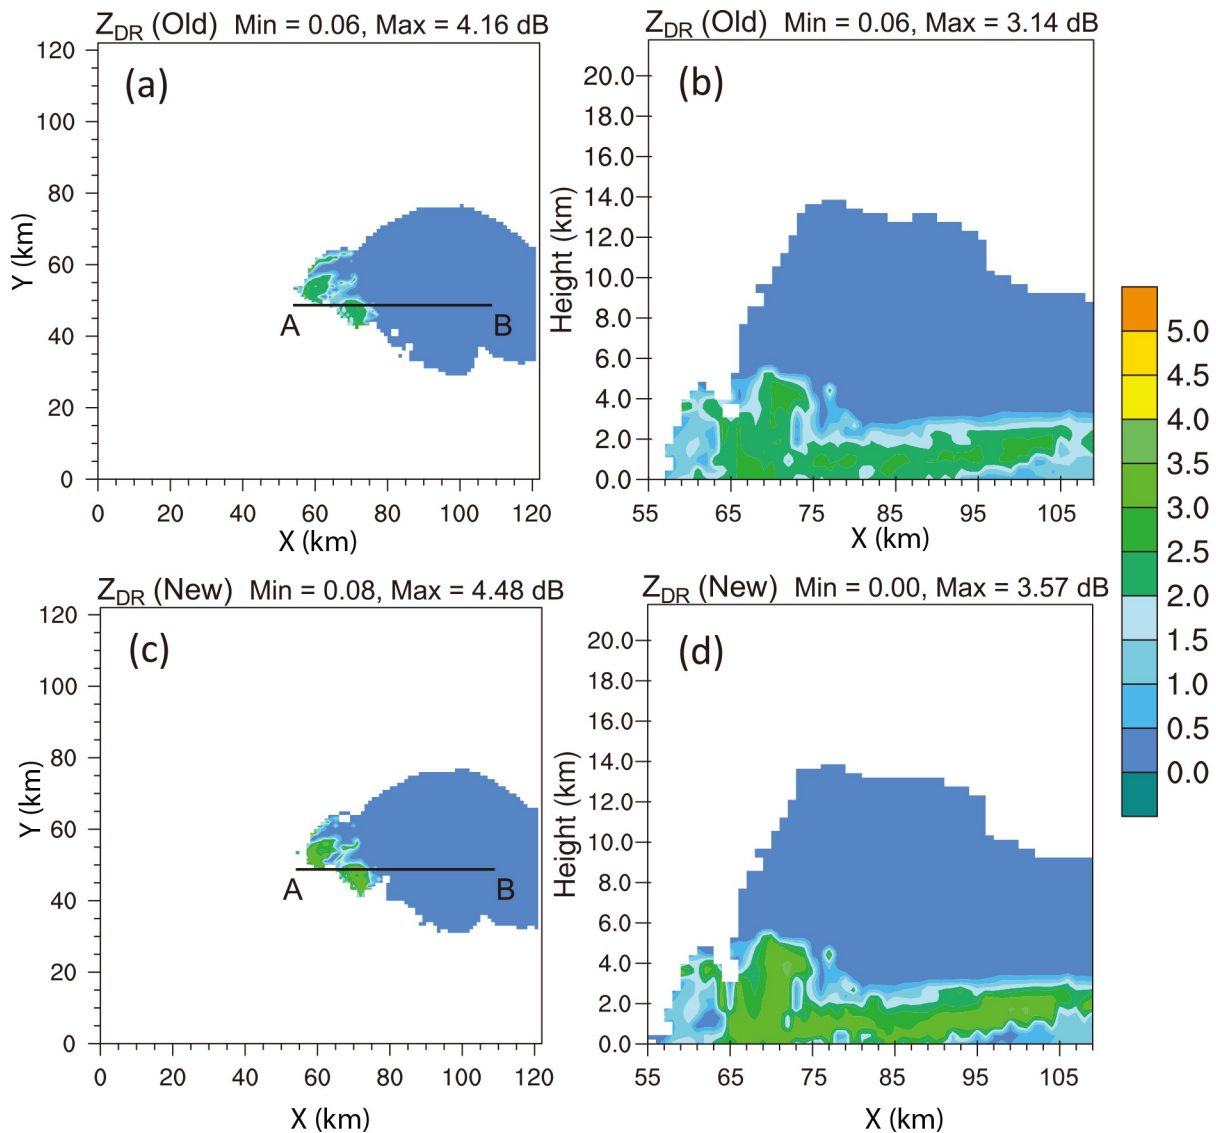 Z_DR (Old) Min = 0.06, Max = 4.16 dB
(a)
120
100
80
60
40
20
0
Y (km)
A
B
0 20 40 60 80 100 120
X (km)
Z_DR (Old) Min = 0.06, Max = 3.14 dB
(b)
20.0
18.0
16.0
14.0
12.0
10.0
8.0
6.0
4.0
2.0
0.0
Height (km)
55 65 75 85 95 105
X (km)
Z_DR (New) Min = 0.08, Max = 4.48 dB
(c)
120
100
80
60
40
20
0
Y (km)
A
B
0 20 40 60 80 100 120
X (km)
Z_DR (New) Min = 0.00, Max = 3.57 dB
(d)
20.0
18.0
16.0
14.0
12.0
10.0
8.0
6.0
4.0
2.0
0.0
Height (km)
55 65 75 85 95 105
X (km)
5.0
4.5
4.0
3.5
3.0
2.5
2.0
1.5
1.0
0.5
0.0